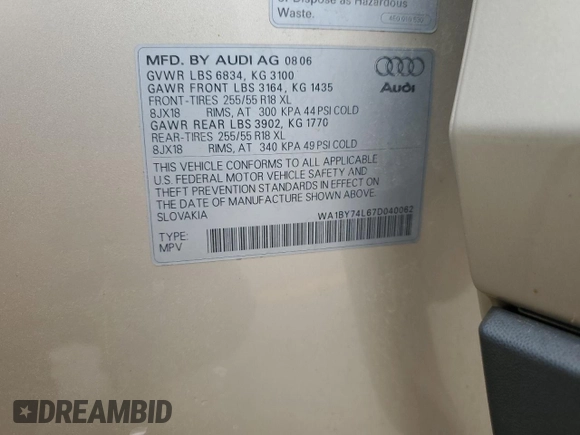 or Dispose as Hazardous
Waste.
MFD. BY AUDI AG 08 06
GVWR LBS 6834, KG 3100
GAWR FRONT LBS 3164, KG 1435
FRONT-TIRES 255/55 R18 XL
8JX18 RIMS, AT 300 KPA 44 PSI COLD
GAWR REAR LBS 3902, KG 1770
REAR-TIRES 255/55 R18 XL
8JX18 RIMS, AT 340 KPA 49 PSI COLD
Audi
THIS VEHICLE CONFORMS TO ALL APPLICABLE
U.S. FEDERAL MOTOR VEHICLE SAFETY AND
THEFT PREVENTION STANDARDS IN EFFECT ON
THE DATE OF MANUFACTURE SHOWN ABOVE.
SLOVAKIA
WA1BY74L67D040062
TYPE:
MPV
DREAMBID